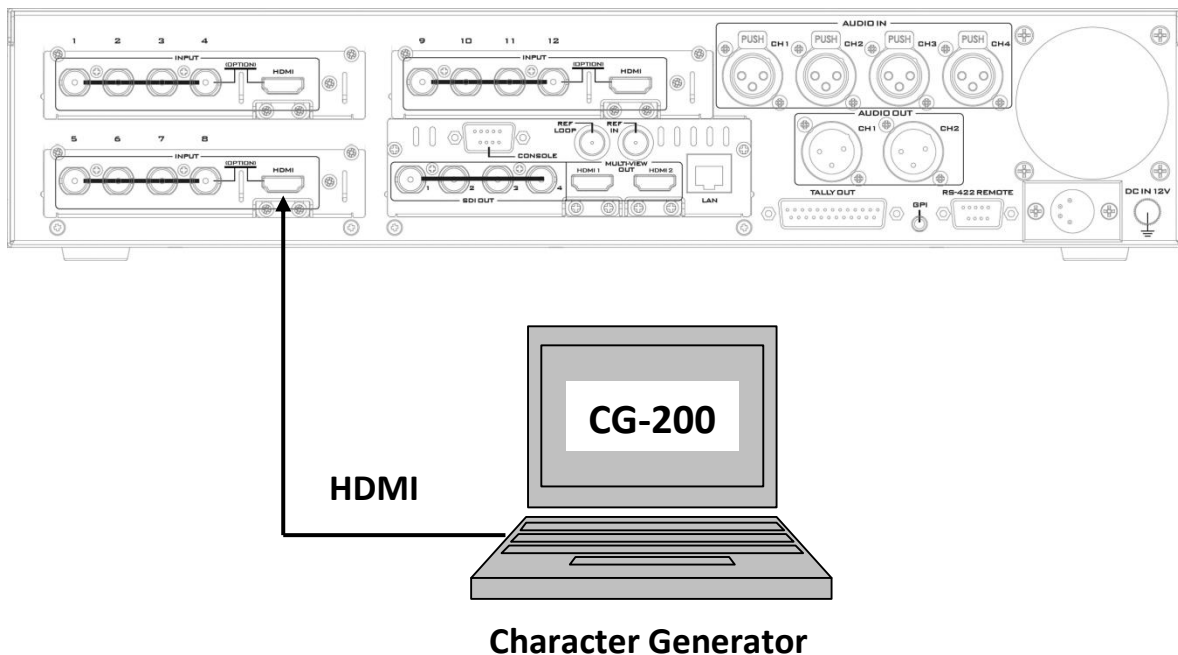 1 2 3 4
INPUT
(OPTION)
HDMI
9 10 11 12
INPUT
(OPTION)
HDMI
AUDIO IN
PUSH CH1 PUSH CH2 PUSH CH3 PUSH CH4
AUDIO OUT
CH1 CH2
5 6 7 8
INPUT
(OPTION)
HDMI
CONSOLE
REF LOOP
REF IN
1 2 3 4
SDI OUT
MULTI-VIEW OUT
HDMI 1 HDMI 2
LAN
TALLY OUT
GPI
RS-422 REMOTE
DC IN 12V
CG-200
HDMI
Character Generator